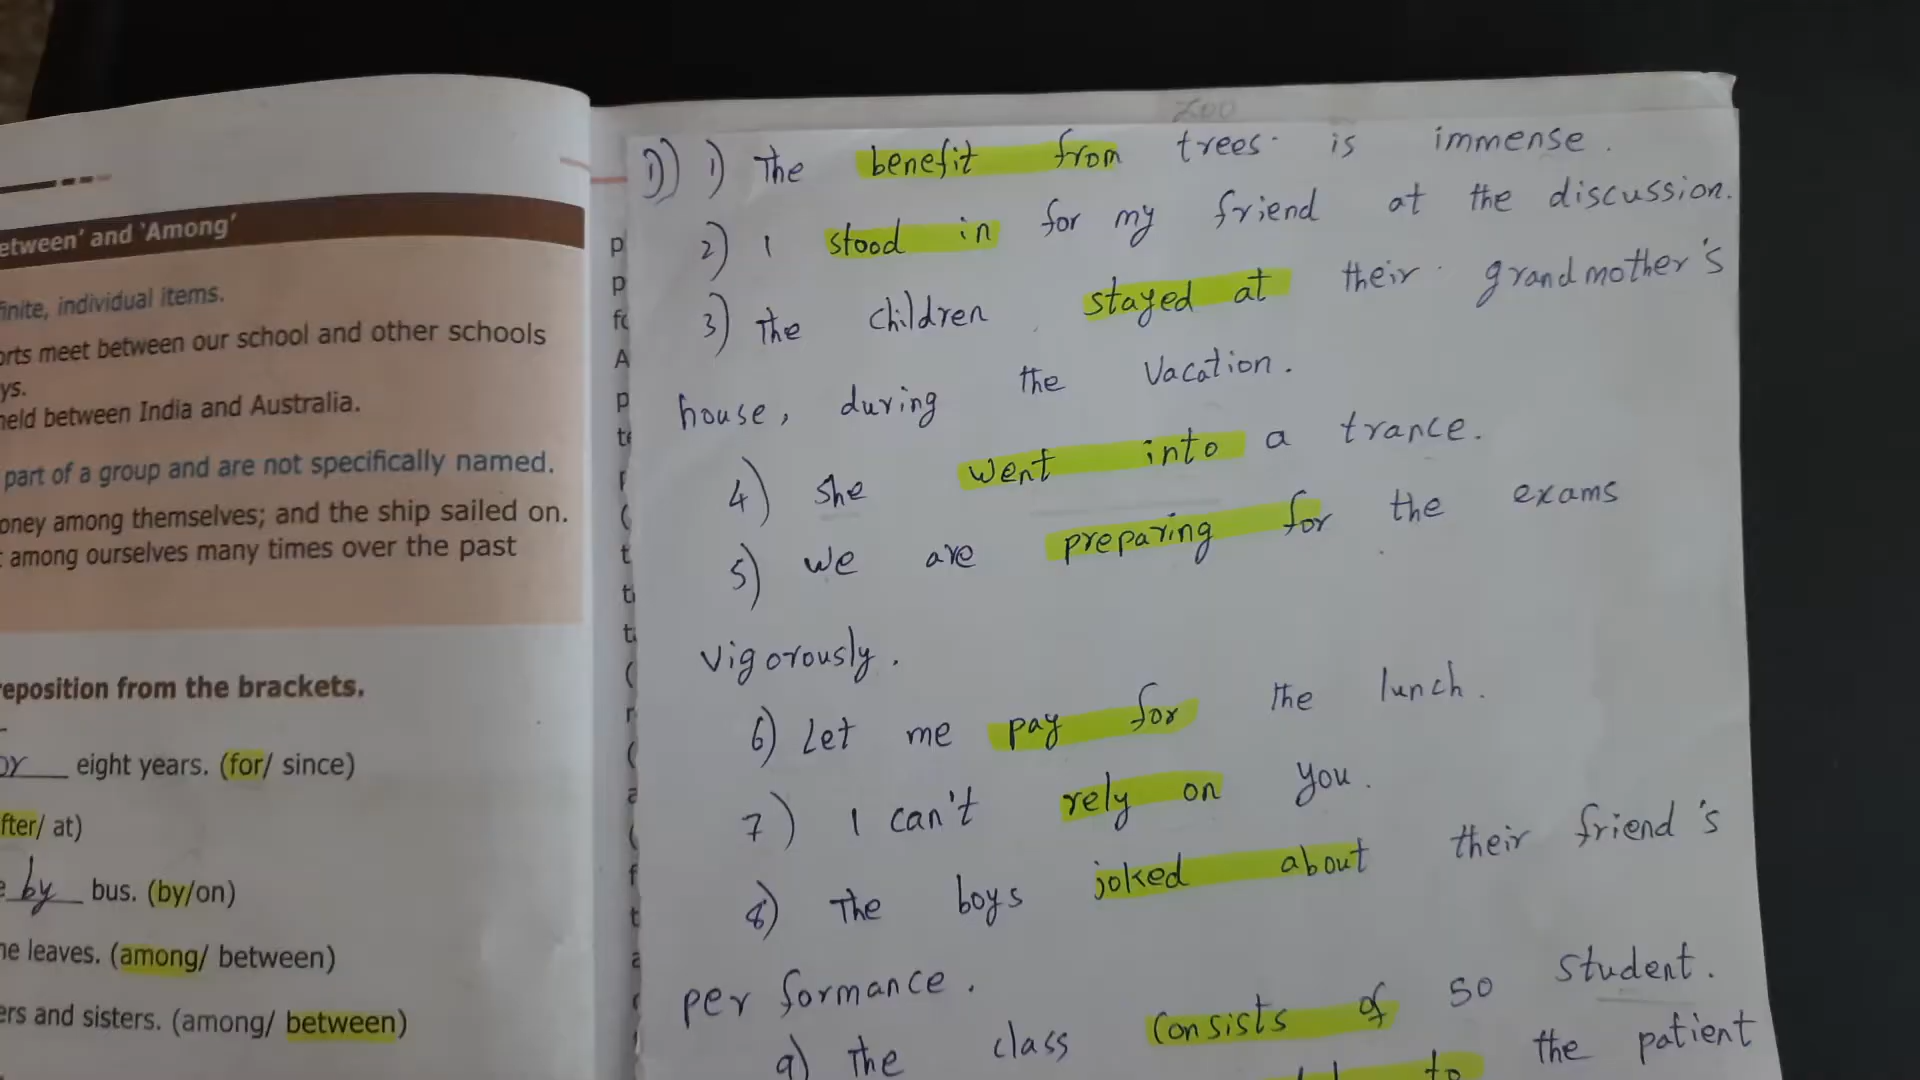 etween' and 'Among'
finite, individual items.
orts meet between our school and other schools
ys.
held between India and Australia.
part of a group and are not specifically named.
oney among themselves; and the ship sailed on.
among ourselves many times over the past
reposition from the brackets.
or eight years. (for/ since)
fter/ at)
e by bus. (by/on)
he leaves. (among/ between)
ers and sisters. (among/ between)
D) 1) The benefit from trees is immense.
2) I stood in for my friend at the discussion.
3) The children stayed at their grandmother's
house, during the vacation.
4) She went into a trance.
5) We are preparing for the exams
vigorously.
6) Let me pay for the lunch.
7) I can't rely on you.
8) The boys joked about their friend's
performance.
9) The class consists of 50 student.
to the patient